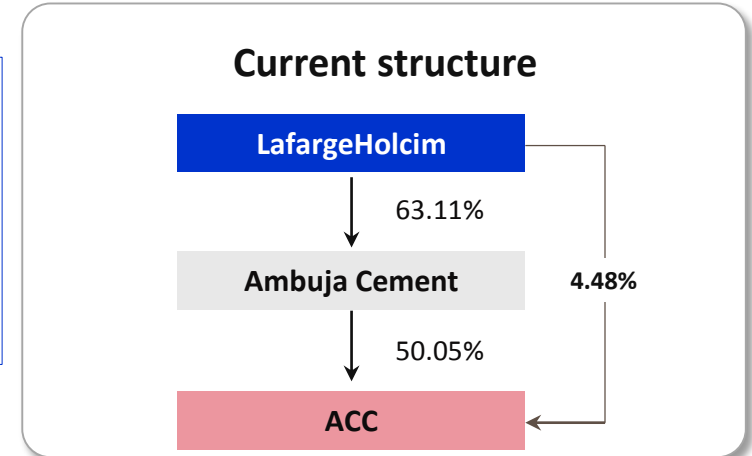 Current structure
LafargeHolcim
63.11%
Ambuja Cement
4.48%
50.05%
ACC